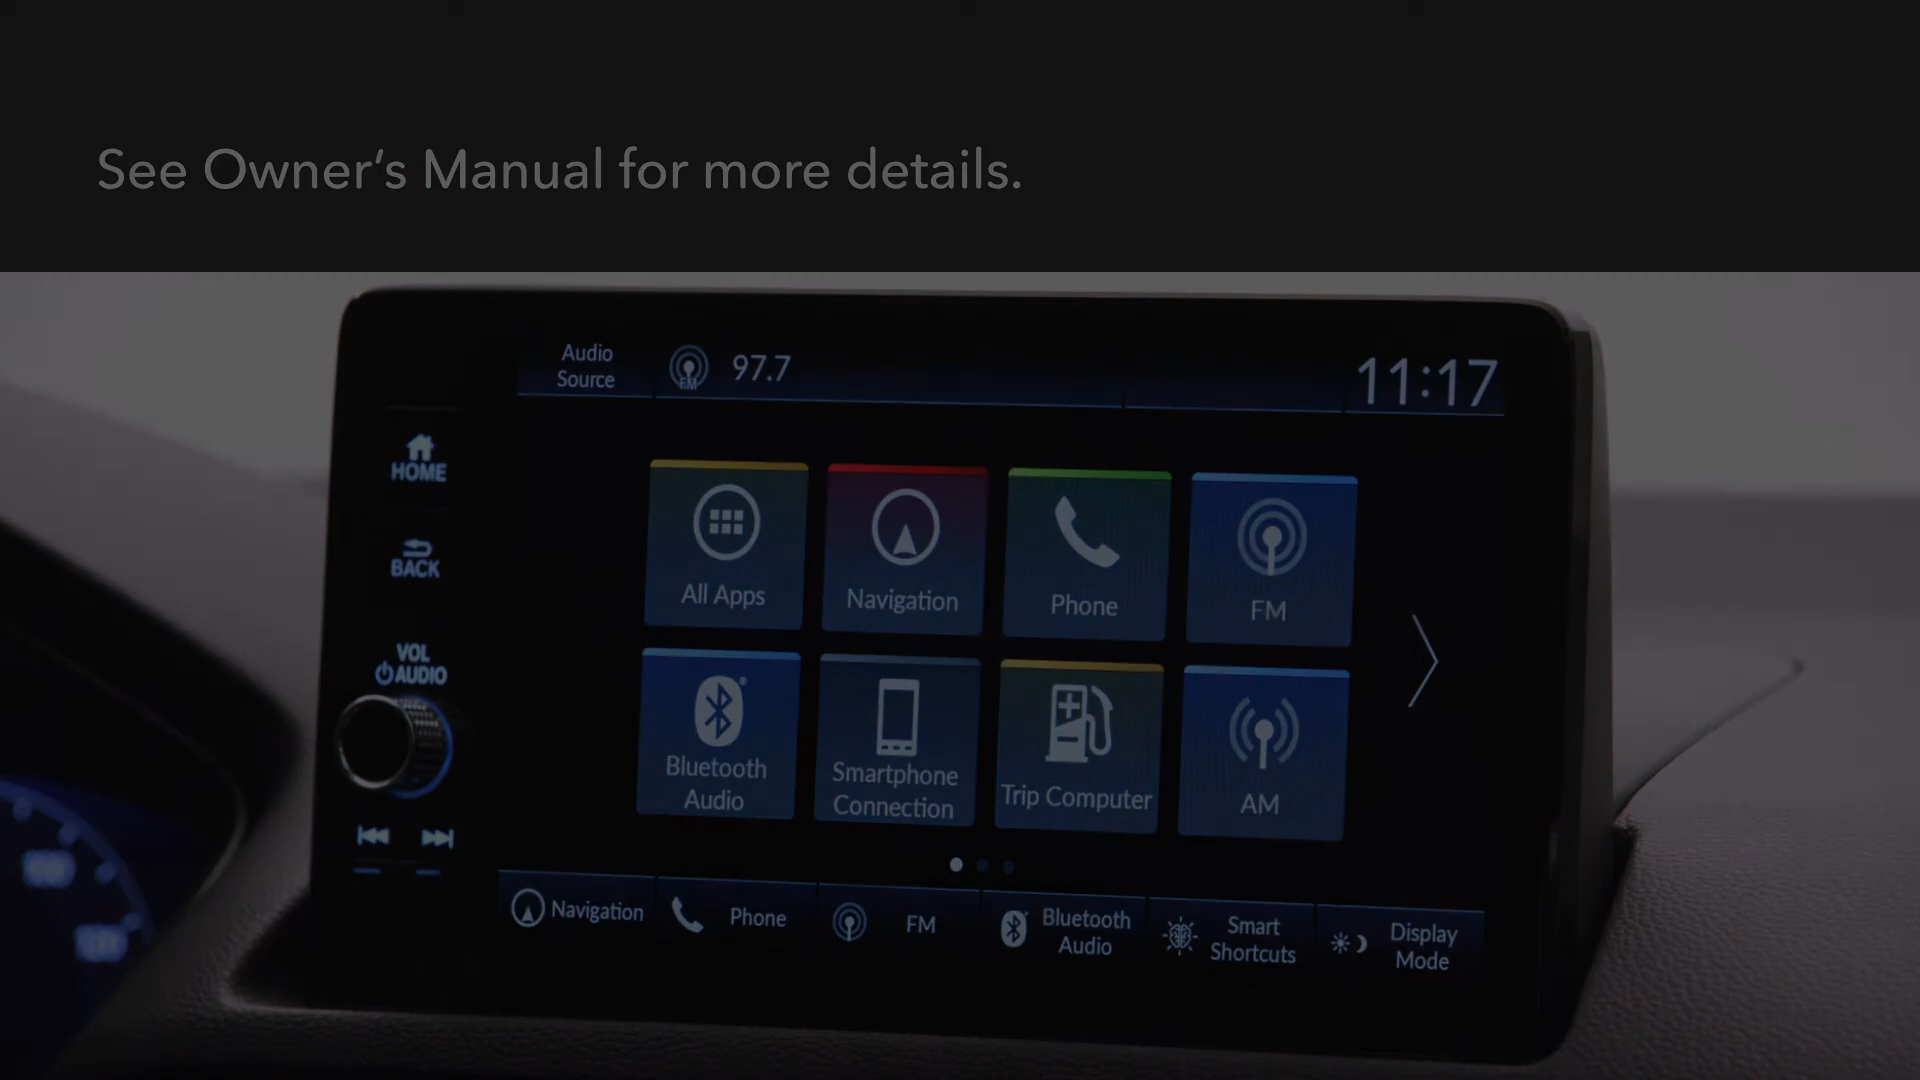 See Owner's Manual for more details.
Audio
Source
FM
97.7
11:17
HOME
BACK
VOL
AUDIO
All Apps
Navigation
Phone
FM
Bluetooth
Audio
Smartphone
Connection
Trip Computer
AM
Navigation
Phone
FM
Bluetooth
Audio
Smart
Shortcuts
Display
Mode